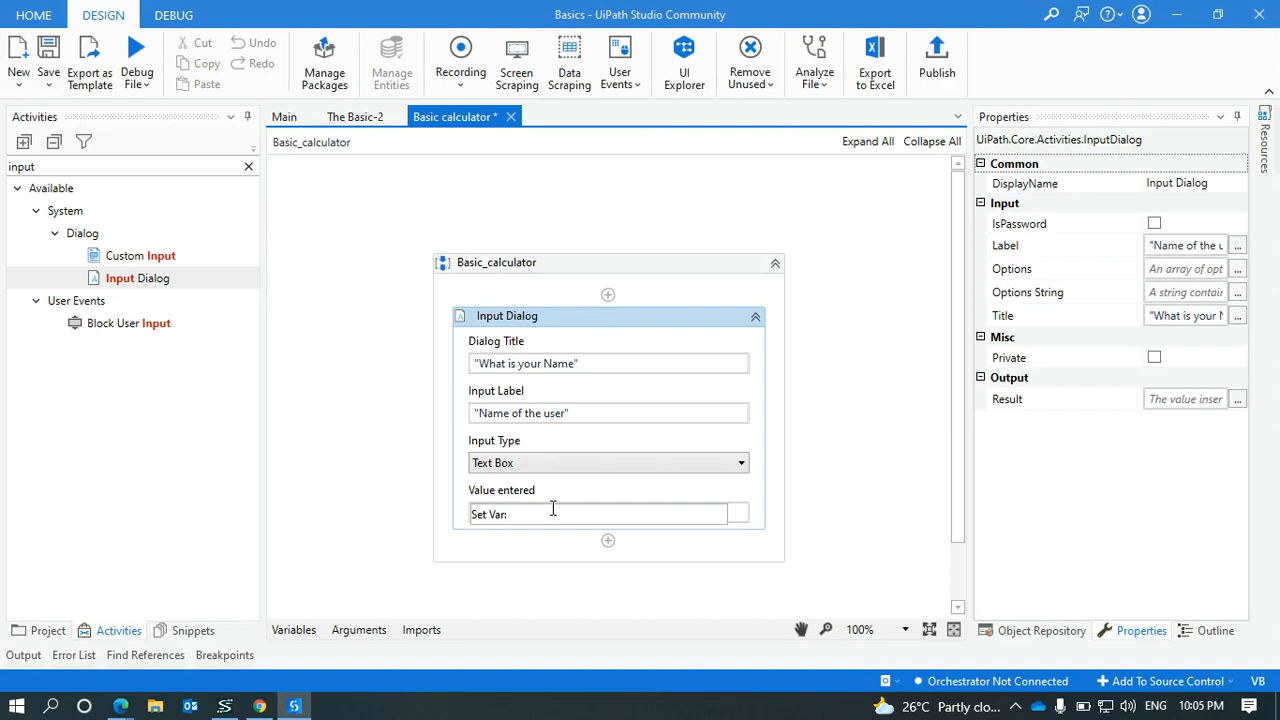 HOME DESIGN DEBUG Basics - UiPath Studio Community
New Save Export as Template Debug File Cut Copy Paste Undo Redo Manage Packages Manage Entities Recording Screen Scraping Data Scraping User Events UI Explorer Remove Unused Analyze File Export to Excel Publish
Activities
input
Available
System
Dialog
Custom Input
Input Dialog
User Events
Block User Input
Main The Basic-2 Basic calculator *
Basic_calculator Expand All Collapse All
Basic_calculator
Input Dialog
Dialog Title
"What is your Name"
Input Label
"Name of the user"
Input Type
Text Box
Value entered
Set Var:
Properties
UiPath.Core.Activities.InputDialog
Common
DisplayName Input Dialog
Input
IsPassword
Label "Name of the u ...
Options An array of opt ...
Options String A string contain ...
Title "What is your N ...
Misc
Private
Output
Result The value inser ...
Resources
Project Activities Snippets
Variables Arguments Imports 100%
Object Repository Properties Outline
Output Error List Find References Breakpoints
Orchestrator Not Connected Add To Source Control VB
26°C Partly clo... ENG 10:05 PM